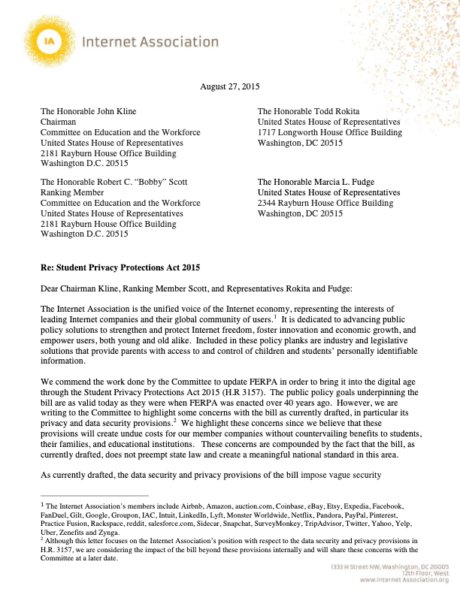 IA Internet Association
August 27, 2015
The Honorable John Kline
Chairman
Committee on Education and the Workforce
United States House of Representatives
2181 Rayburn House Office Building
Washington D.C. 20515
The Honorable Todd Rokita
United States House of Representatives
1717 Longworth House Office Building
Washington, DC 20515
The Honorable Robert C. “Bobby” Scott
Ranking Member
Committee on Education and the Workforce
United States House of Representatives
2181 Rayburn House Office Building
Washington D.C. 20515
The Honorable Marcia L. Fudge
United States House of Representatives
2344 Rayburn House Office Building
Washington, DC 20515
Re: Student Privacy Protections Act 2015
Dear Chairman Kline, Ranking Member Scott, and Representatives Rokita and Fudge:
The Internet Association is the unified voice of the Internet economy, representing the interests of
leading Internet companies and their global community of users.1 It is dedicated to advancing public
policy solutions to strengthen and protect Internet freedom, foster innovation and economic growth, and
empower users, both young and old alike. Included in these policy planks are industry and legislative
solutions that provide parents with access to and control of children and students’ personally identifiable
information.
We commend the work done by the Committee to update FERPA in order to bring it into the digital age
through the Student Privacy Protections Act 2015 (H.R 3157). The public policy goals underpinning the
bill are as valid today as they were when FERPA was enacted over 40 years ago. However, we are
writing to the Committee to highlight some concerns with the bill as currently drafted, in particular its
privacy and data security provisions.2 We highlight these concerns since we believe that these
provisions will create undue costs for our member companies without countervailing benefits to students,
their families, and educational institutions. These concerns are compounded by the fact that the bill, as
currently drafted, does not preempt state law and create a meaningful national standard in this area.
As currently drafted, the data security and privacy provisions of the bill impose vague security
1 The Internet Association’s members include Airbnb, Amazon, auction.com, Coinbase, eBay, Etsy, Expedia, Facebook,
FanDuel, Gilt, Google, Groupon, IAC, Intuit, LinkedIn, Lyft, Monster Worldwide, Netflix, Pandora, PayPal, Pinterest,
Practice Fusion, Rackspace, reddit, salesforce.com, Sidecar, Snapchat, SurveyMonkey, TripAdvisor, Twitter, Yahoo, Yelp,
Uber, Zenefits and Zynga.
2 Although this letter focuses on the Internet Association’s position with respect to the data security and privacy provisions in
H.R. 3157, we are considering the impact of the bill beyond these provisions internally and will share these concerns with the
Committee at a later date.
1333 H Street NW, Washington, DC 20005
12th Floor, West
www.internet Association.org